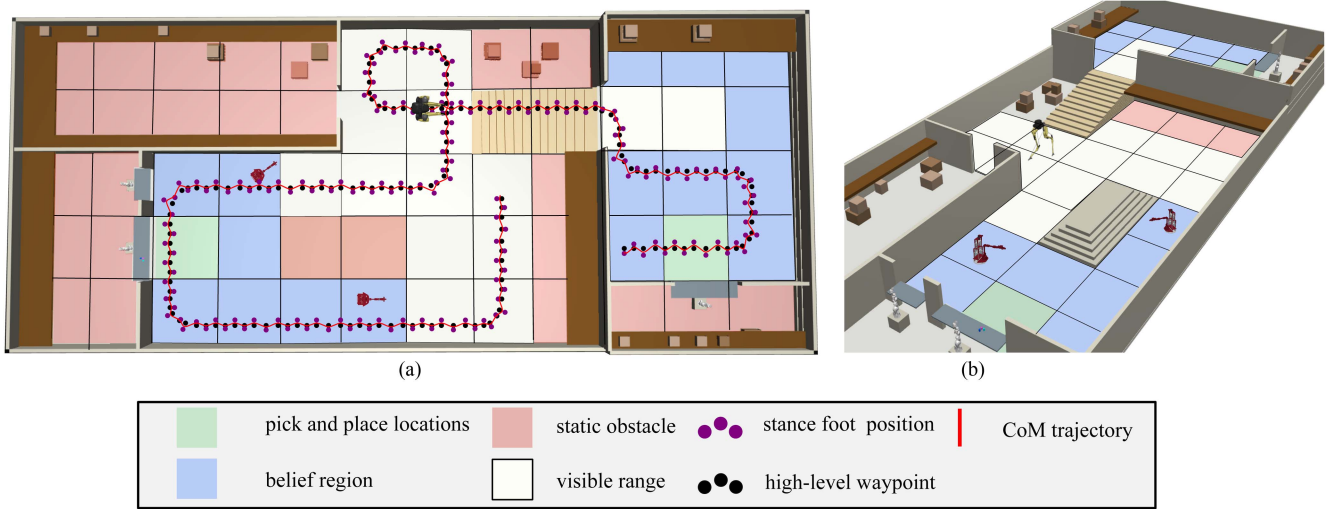 (a)
(b)
pick and place locations
static obstacle
stance foot position
CoM trajectory
belief region
visible range
high-level waypoint